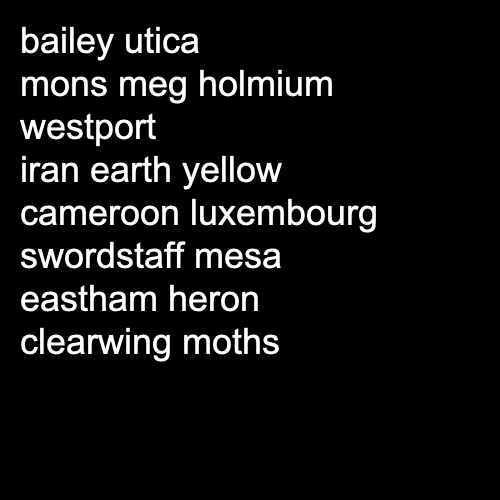 bailey utica
mons meg holmium
westport
iran earth yellow
cameroon luxembourg
swordstaff mesa
eastham heron
clearwing moths